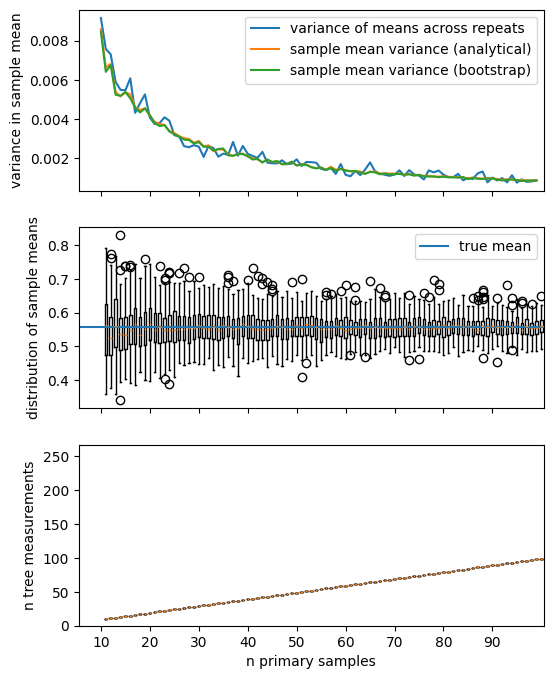 variance in sample mean
0.008
0.006
0.004
0.002
variance of means across repeats
sample mean variance (analytical)
sample mean variance (bootstrap)
distribution of sample means
0.8
0.7
0.6
0.5
0.4
true mean
n tree measurements
250
200
150
100
50
0
10 20 30 40 50 60 70 80 90
n primary samples